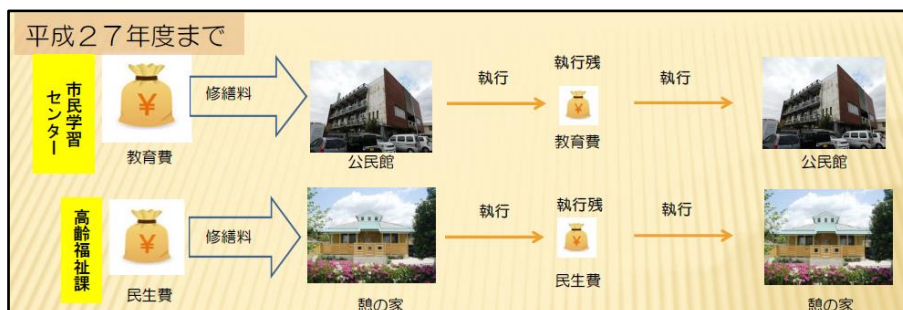 平成２７年度まで
市民学習
センター
¥
教育費
修繕料
公民館
執行
執行残
¥
教育費
執行
公民館
高齢福祉課
¥
民生費
修繕料
憩の家
執行
執行残
¥
民生費
執行
憩の家